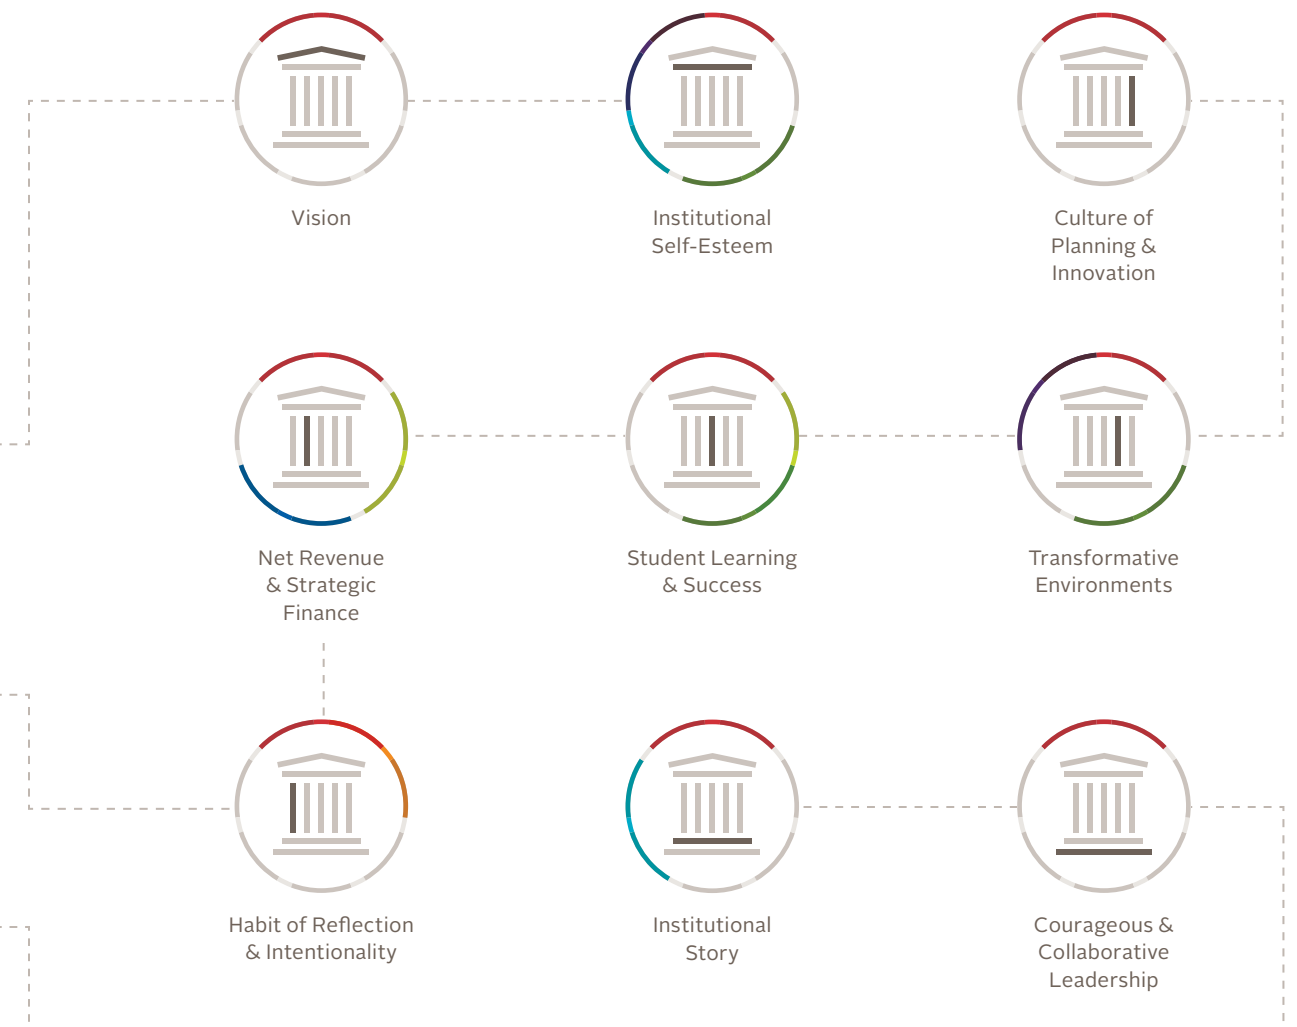 Vision
Institutional
Self-Esteem
Culture of
Planning &
Innovation
Net Revenue
& Strategic
Finance
Student Learning
& Success
Transformative
Environments
Habit of Reflection
& Intentionality
Institutional
Story
Courageous &
Collaborative
Leadership